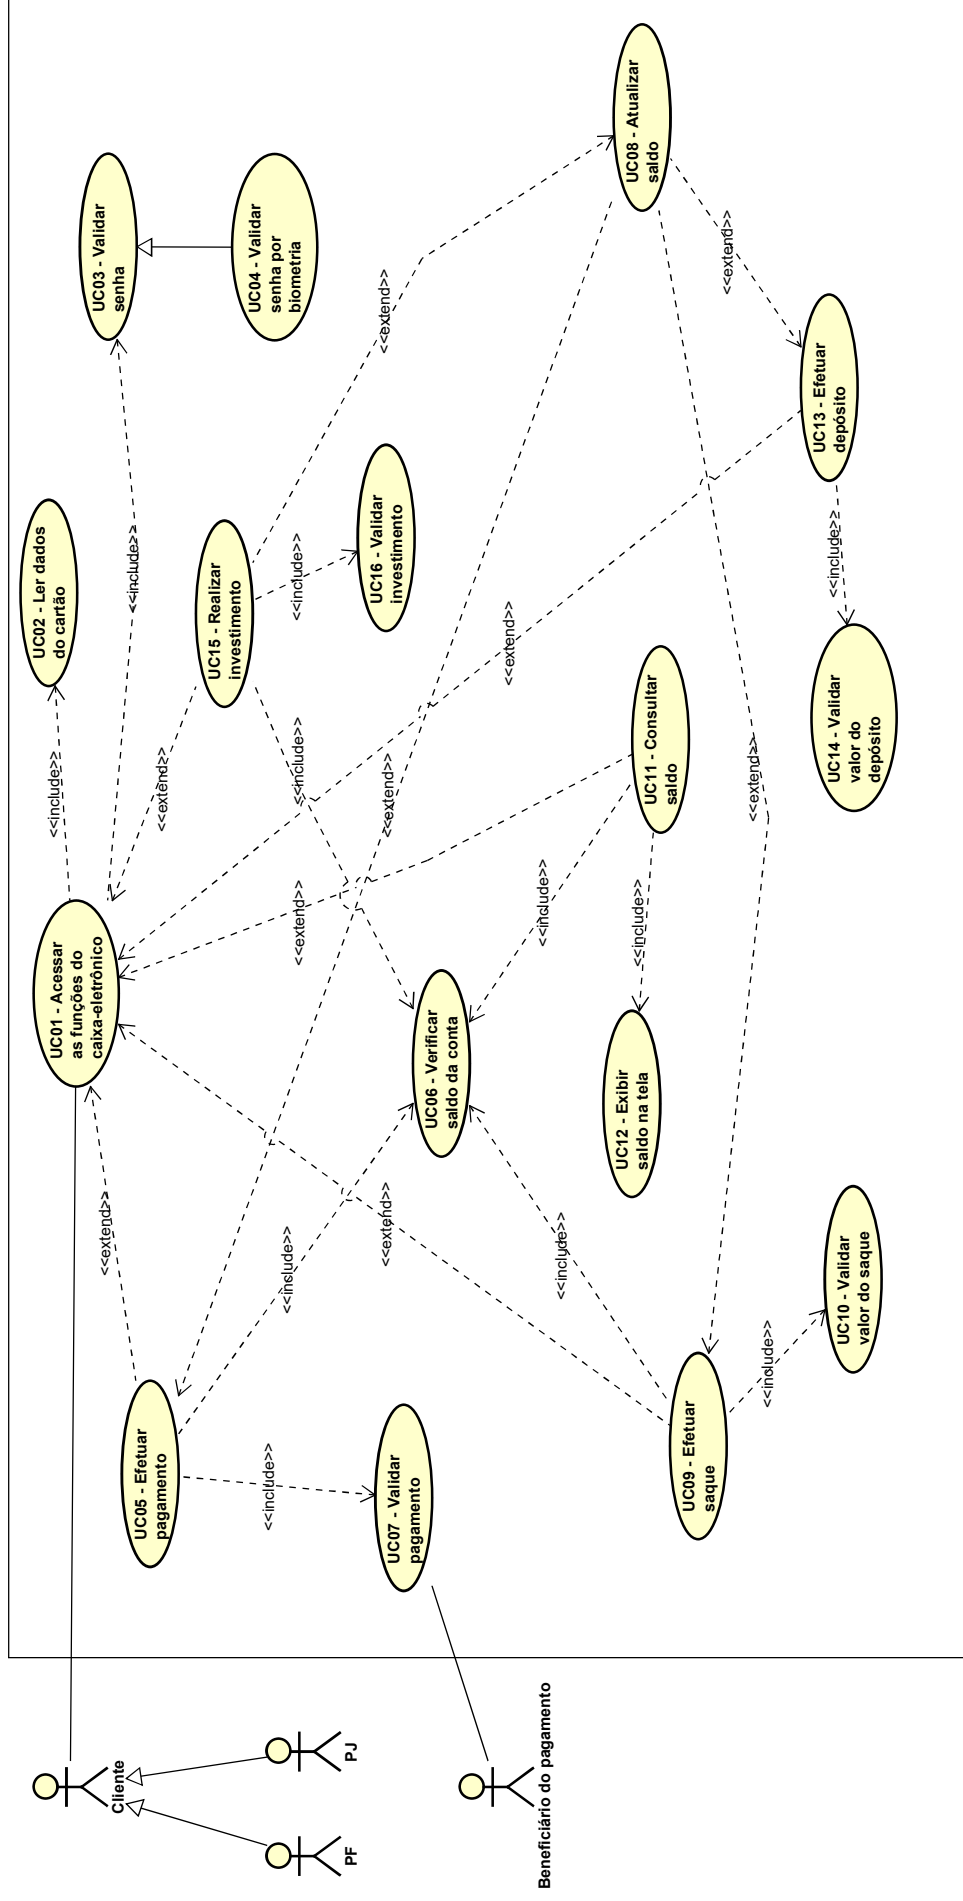 Cliente
PF
PJ
Beneficiário do pagamento
UC01 - Acessar
as funções do
caixa-eletrônico
UC02 - Ler dados
do cartão
UC03 - Validar
senha
UC04 - Validar
senha por
biometria
UC05 - Efetuar
pagamento
UC15 - Realizar
investimento
UC16 - Validar
investimento
UC07 - Validar
pagamento
UC06 - Verificar
saldo da conta
UC11 - Consultar
saldo
UC08 - Atualizar
saldo
UC12 - Exibir
saldo na tela
UC09 - Efetuar
saque
UC10 - Validar
valor do saque
UC13 - Efetuar
depósito
UC14 - Validar
valor do
depósito
<<include>>
<<include>>
<<extend>>
<<extend>>
<<include>>
<<include>>
<<extend>>
<<include>>
<<include>>
<<extend>>
<<extend>>
<<extend>>
<<extend>>
<<include>>
<<include>>
<<include>>
<<extend>>
<<extend>>
<<include>>
<<include>>